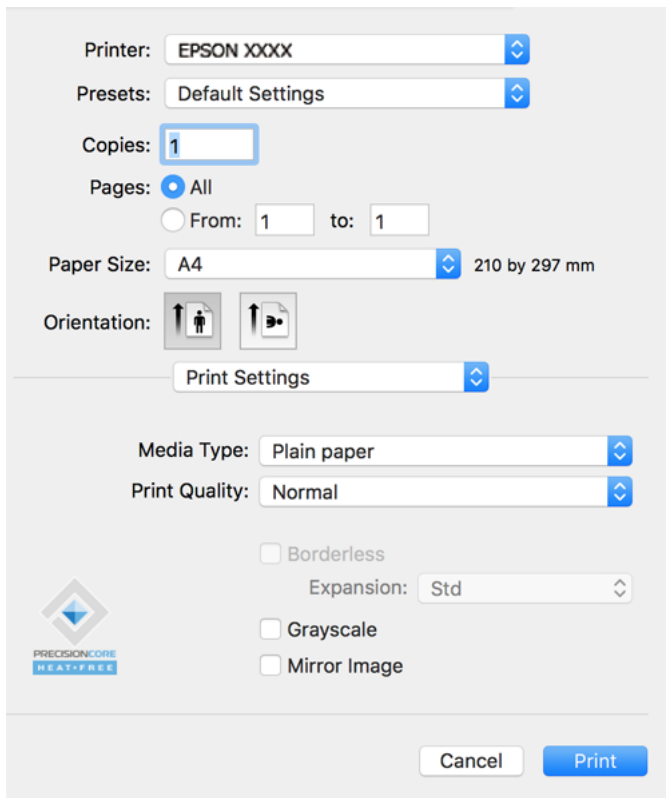 Printer: EPSON XXXX
Presets: Default Settings
Copies: 1
Pages: All
From: 1 to: 1
Paper Size: A4 210 by 297 mm
Orientation:
Print Settings
Media Type: Plain paper
Print Quality: Normal
Borderless
Expansion: Std
Grayscale
Mirror Image
PRECISIONCORE
HEAT-FREE
Cancel Print